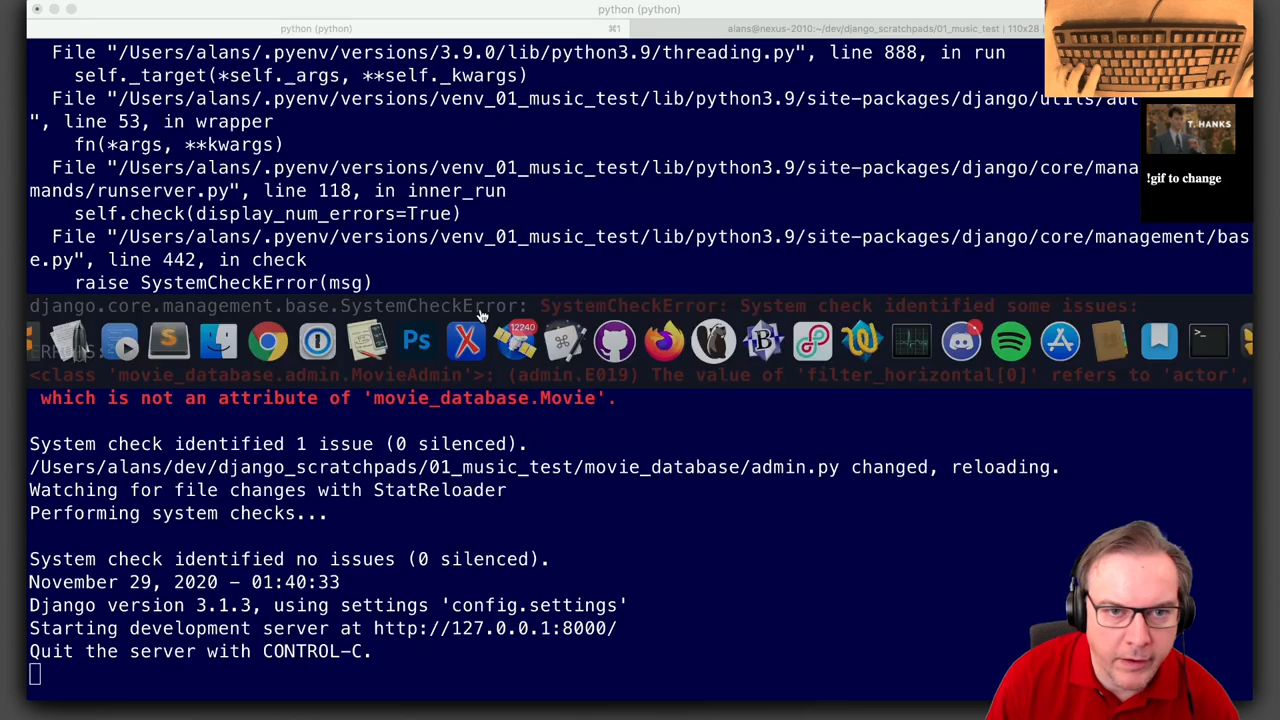 python (python)
python (python) ⌘1 alans@nexus-2010:~/dev/django_scratchpads/01_music_test | 110x28
File "/Users/alans/.pyenv/versions/3.9.0/lib/python3.9/threading.py", line 888, in run
self._target(*self._args, **self._kwargs)
File "/Users/alans/.pyenv/versions/venv_01_music_test/lib/python3.9/site-packages/django/utils/aut
", line 53, in wrapper
fn(*args, **kwargs)
File "/Users/alans/.pyenv/versions/venv_01_music_test/lib/python3.9/site-packages/django/core/mana
mands/runserver.py", line 118, in inner_run
self.check(display_num_errors=True)
File "/Users/alans/.pyenv/versions/venv_01_music_test/lib/python3.9/site-packages/django/core/management/bas
e.py", line 442, in check
raise SystemCheckError(msg)
django.core.management.base.SystemCheckError: SystemCheckError: System check identified some issues:
12240
Ps
ERRORS:
<class 'movie_database.admin.MovieAdmin'>: (admin.E019) The value of 'filter_horizontal[0]' refers to 'actor',
which is not an attribute of 'movie_database.Movie'.
System check identified 1 issue (0 silenced).
/Users/alans/dev/django_scratchpads/01_music_test/movie_database/admin.py changed, reloading.
Watching for file changes with StatReloader
Performing system checks...
System check identified no issues (0 silenced).
November 29, 2020 - 01:40:33
Django version 3.1.3, using settings 'config.settings'
Starting development server at http://127.0.0.1:8000/
Quit the server with CONTROL-C.
T. HANKS
!gif to change